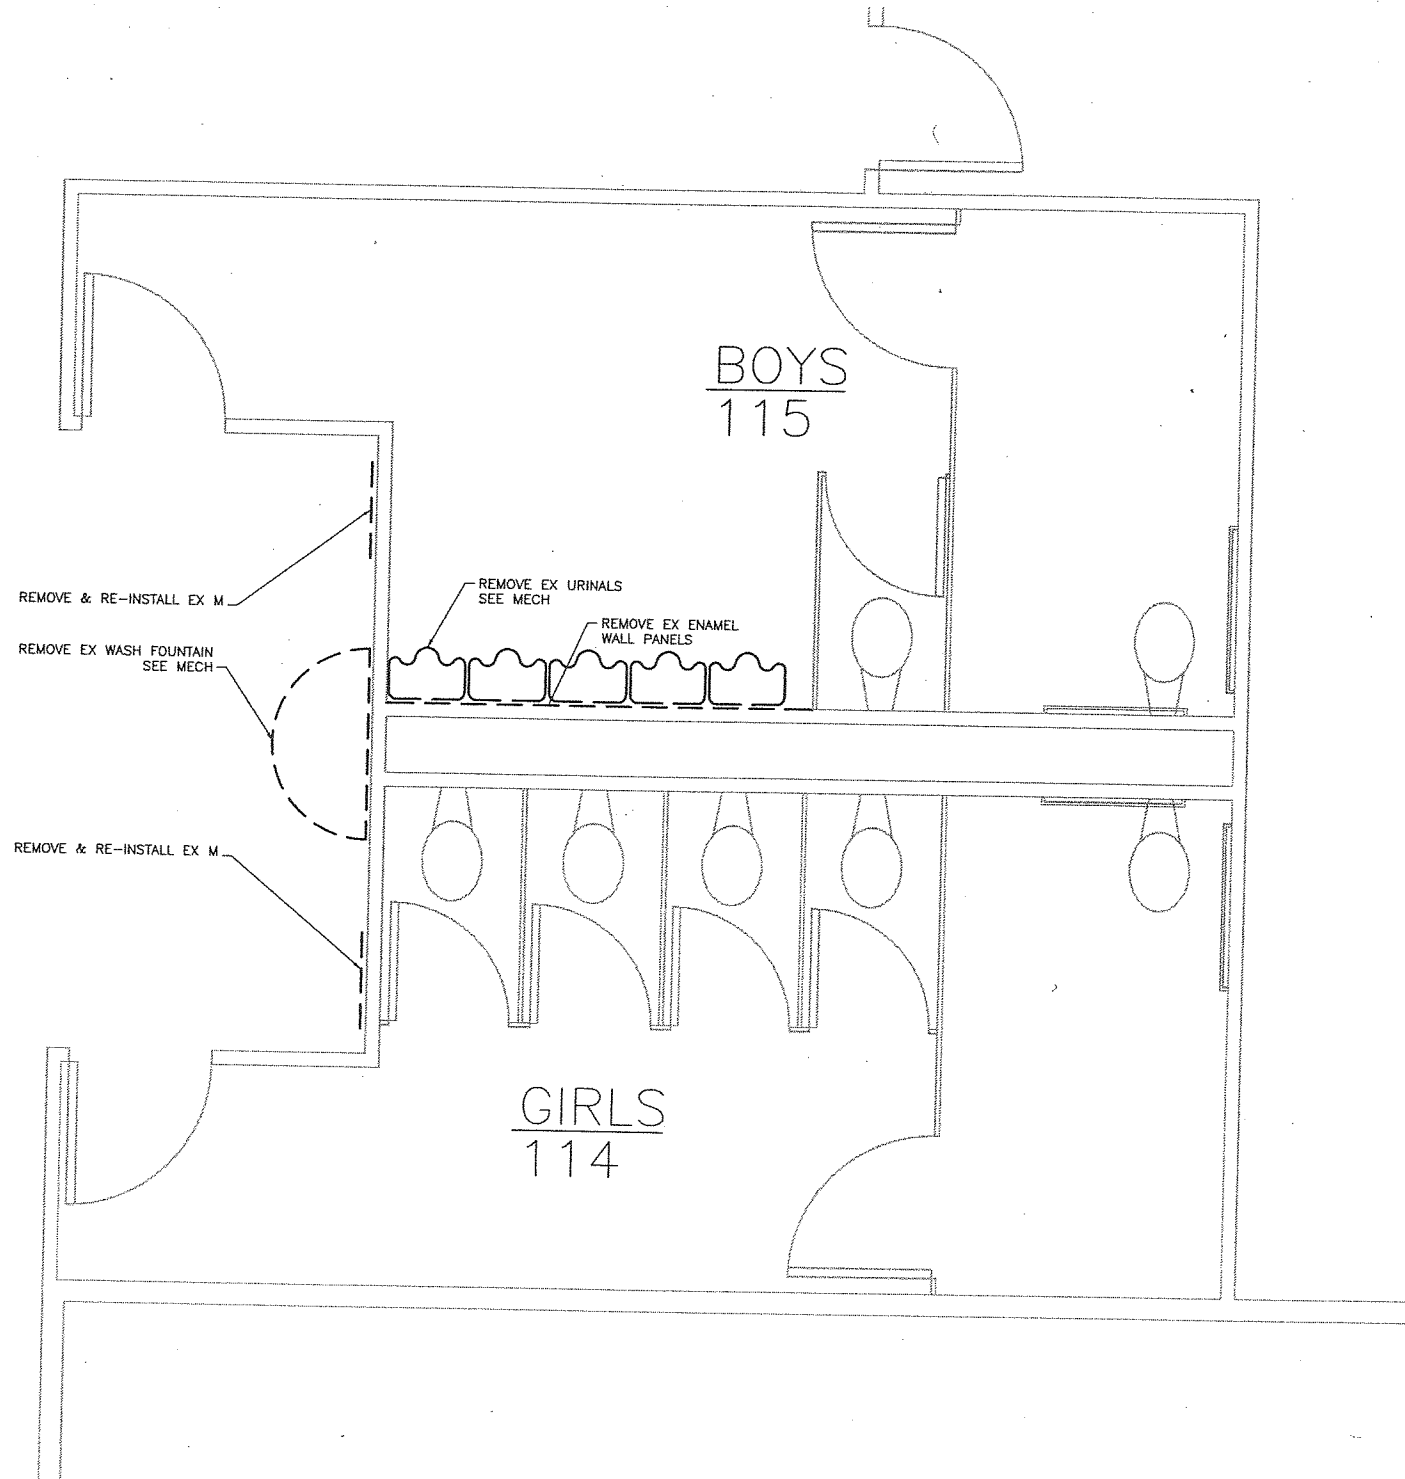 BOYS
115
REMOVE EX URINALS
SEE MECH
REMOVE & RE-INSTALL EX M
REMOVE EX ENAMEL
WALL PANELS
REMOVE EX WASH FOUNTAIN
SEE MECH
REMOVE & RE-INSTALL EX M
GIRLS
114